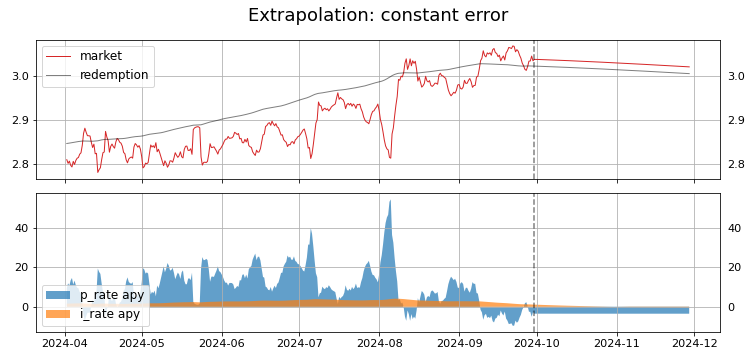 Extrapolation: constant error
market
redemption
3.0 3.0
2.9 2.9
2.8 2.8
40 40
20 20
0 0
p_rate apy
i_rate apy
2024-04 2024-05 2024-06 2024-07 2024-08 2024-09 2024-10 2024-11 2024-12